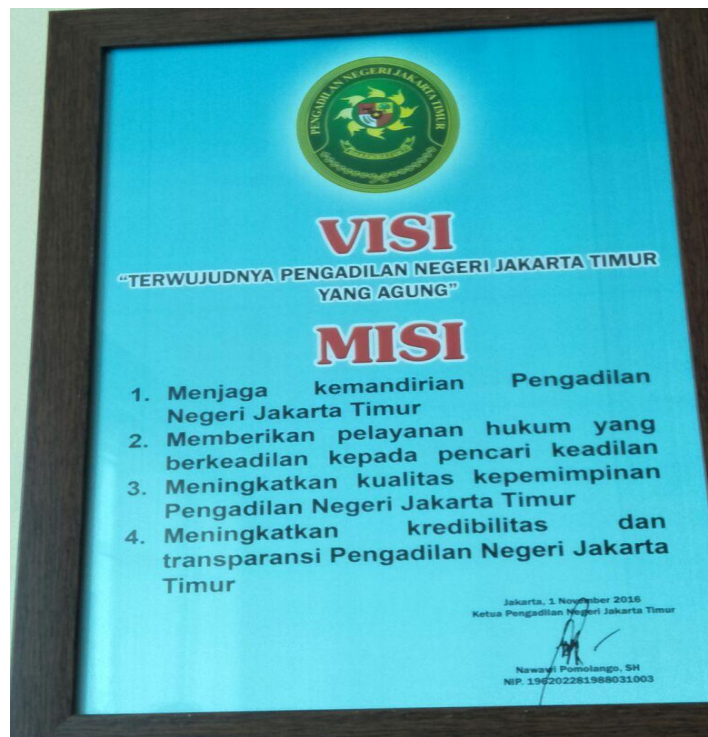 PENGADILAN NEGERI JAKARTA TIMUR
VISI
“TERWUJUDNYA PENGADILAN NEGERI JAKARTA TIMUR
YANG AGUNG”
MISI
1. Menjaga kemandirian Pengadilan
Negeri Jakarta Timur
2. Memberikan pelayanan hukum yang
berkeadilan kepada pencari keadilan
3. Meningkatkan kualitas kepemimpinan
Pengadilan Negeri Jakarta Timur
4. Meningkatkan kredibilitas dan
transparansi Pengadilan Negeri Jakarta
Timur
Jakarta, 1 November 2016
Ketua Pengadilan Negeri Jakarta Timur
Nawawi Pomolango, SH
NIP. 196202281988031003